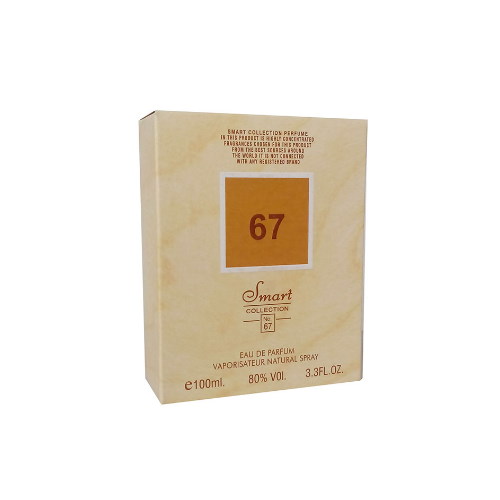 SMART COLLECTION PERFUME
IN THIS PRODUCT IS HIGHLY CONCENTRATED
FRAGRANCES CHOSEN FOR THIS PRODUCT
FROM THE BEST SOURCES AROUND
THE WORLD IT IS NOT CONNECTED
WITH ANY REGISTERED BRAND
67
Smart
COLLECTION
No.
67
EAU DE PARFUM
VAPORISATEUR NATURAL SPRAY
e100ml. 80% VOl. 3.3FL.OZ.